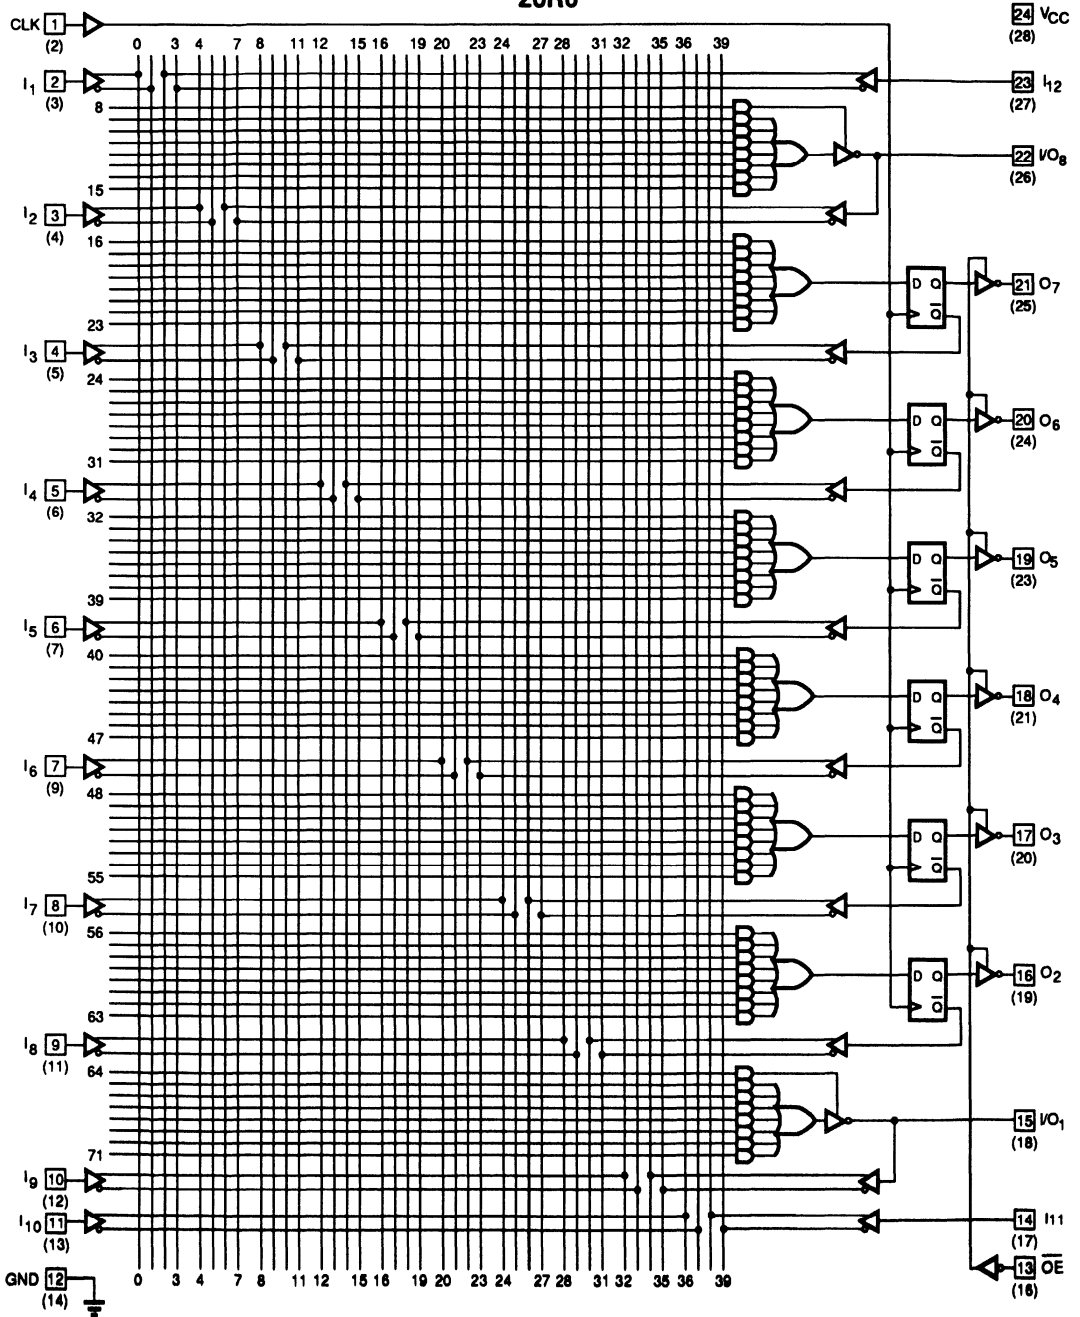 20R6
CLK 1
(2)
24 VCC
(28)
0 3 4 7 8 11 12 15 16 19 20 23 24 27 28 31 32 35 36 39
I1 2
(3)
23 I12
(27)
8
22 I/O8
(26)
15
I2 3
(4)
16
D Q
Q
21 O7
(25)
23
I3 4
(5)
24
D Q
Q
20 O6
(24)
31
I4 5
(6)
32
D Q
Q
19 O5
(23)
39
I5 6
(7)
40
D Q
Q
18 O4
(21)
47
I6 7
(9)
48
D Q
Q
17 O3
(20)
55
I7 8
(10)
56
D Q
Q
16 O2
(19)
63
I8 9
(11)
64
15 I/O1
(18)
71
I9 10
(12)
I10 11
(13)
14 I11
(17)
GND 12
(14)
0 3 4 7 8 11 12 15 16 19 20 23 24 27 28 31 32 35 36 39
13 OE
(16)